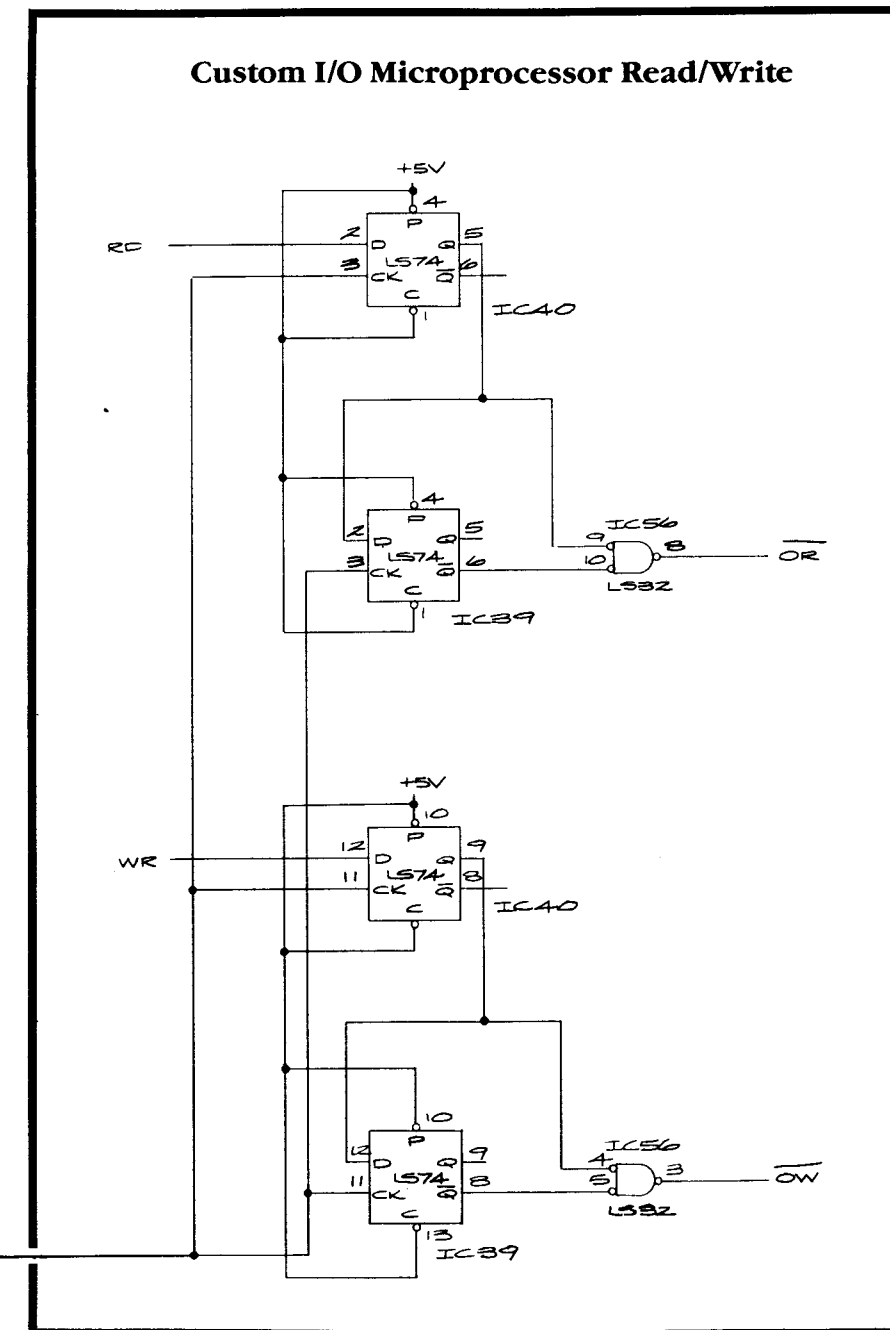 Custom I/O Microprocessor Read/Write
+5V
4
P
2 D Q 5
RD
LS74
3 CK Q 6
C
1
IC40
4
P
2 D Q 5
LS74
3 CK Q 6
C
1
IC39
IC56
9
10
8
OR
LS32
+5V
10
P
12 D Q 9
WR
LS74
11 CK Q 8
C
IC40
10
P
12 D Q 9
LS74
11 CK Q 8
C
13
IC39
IC56
4
5
3
OW
LS32